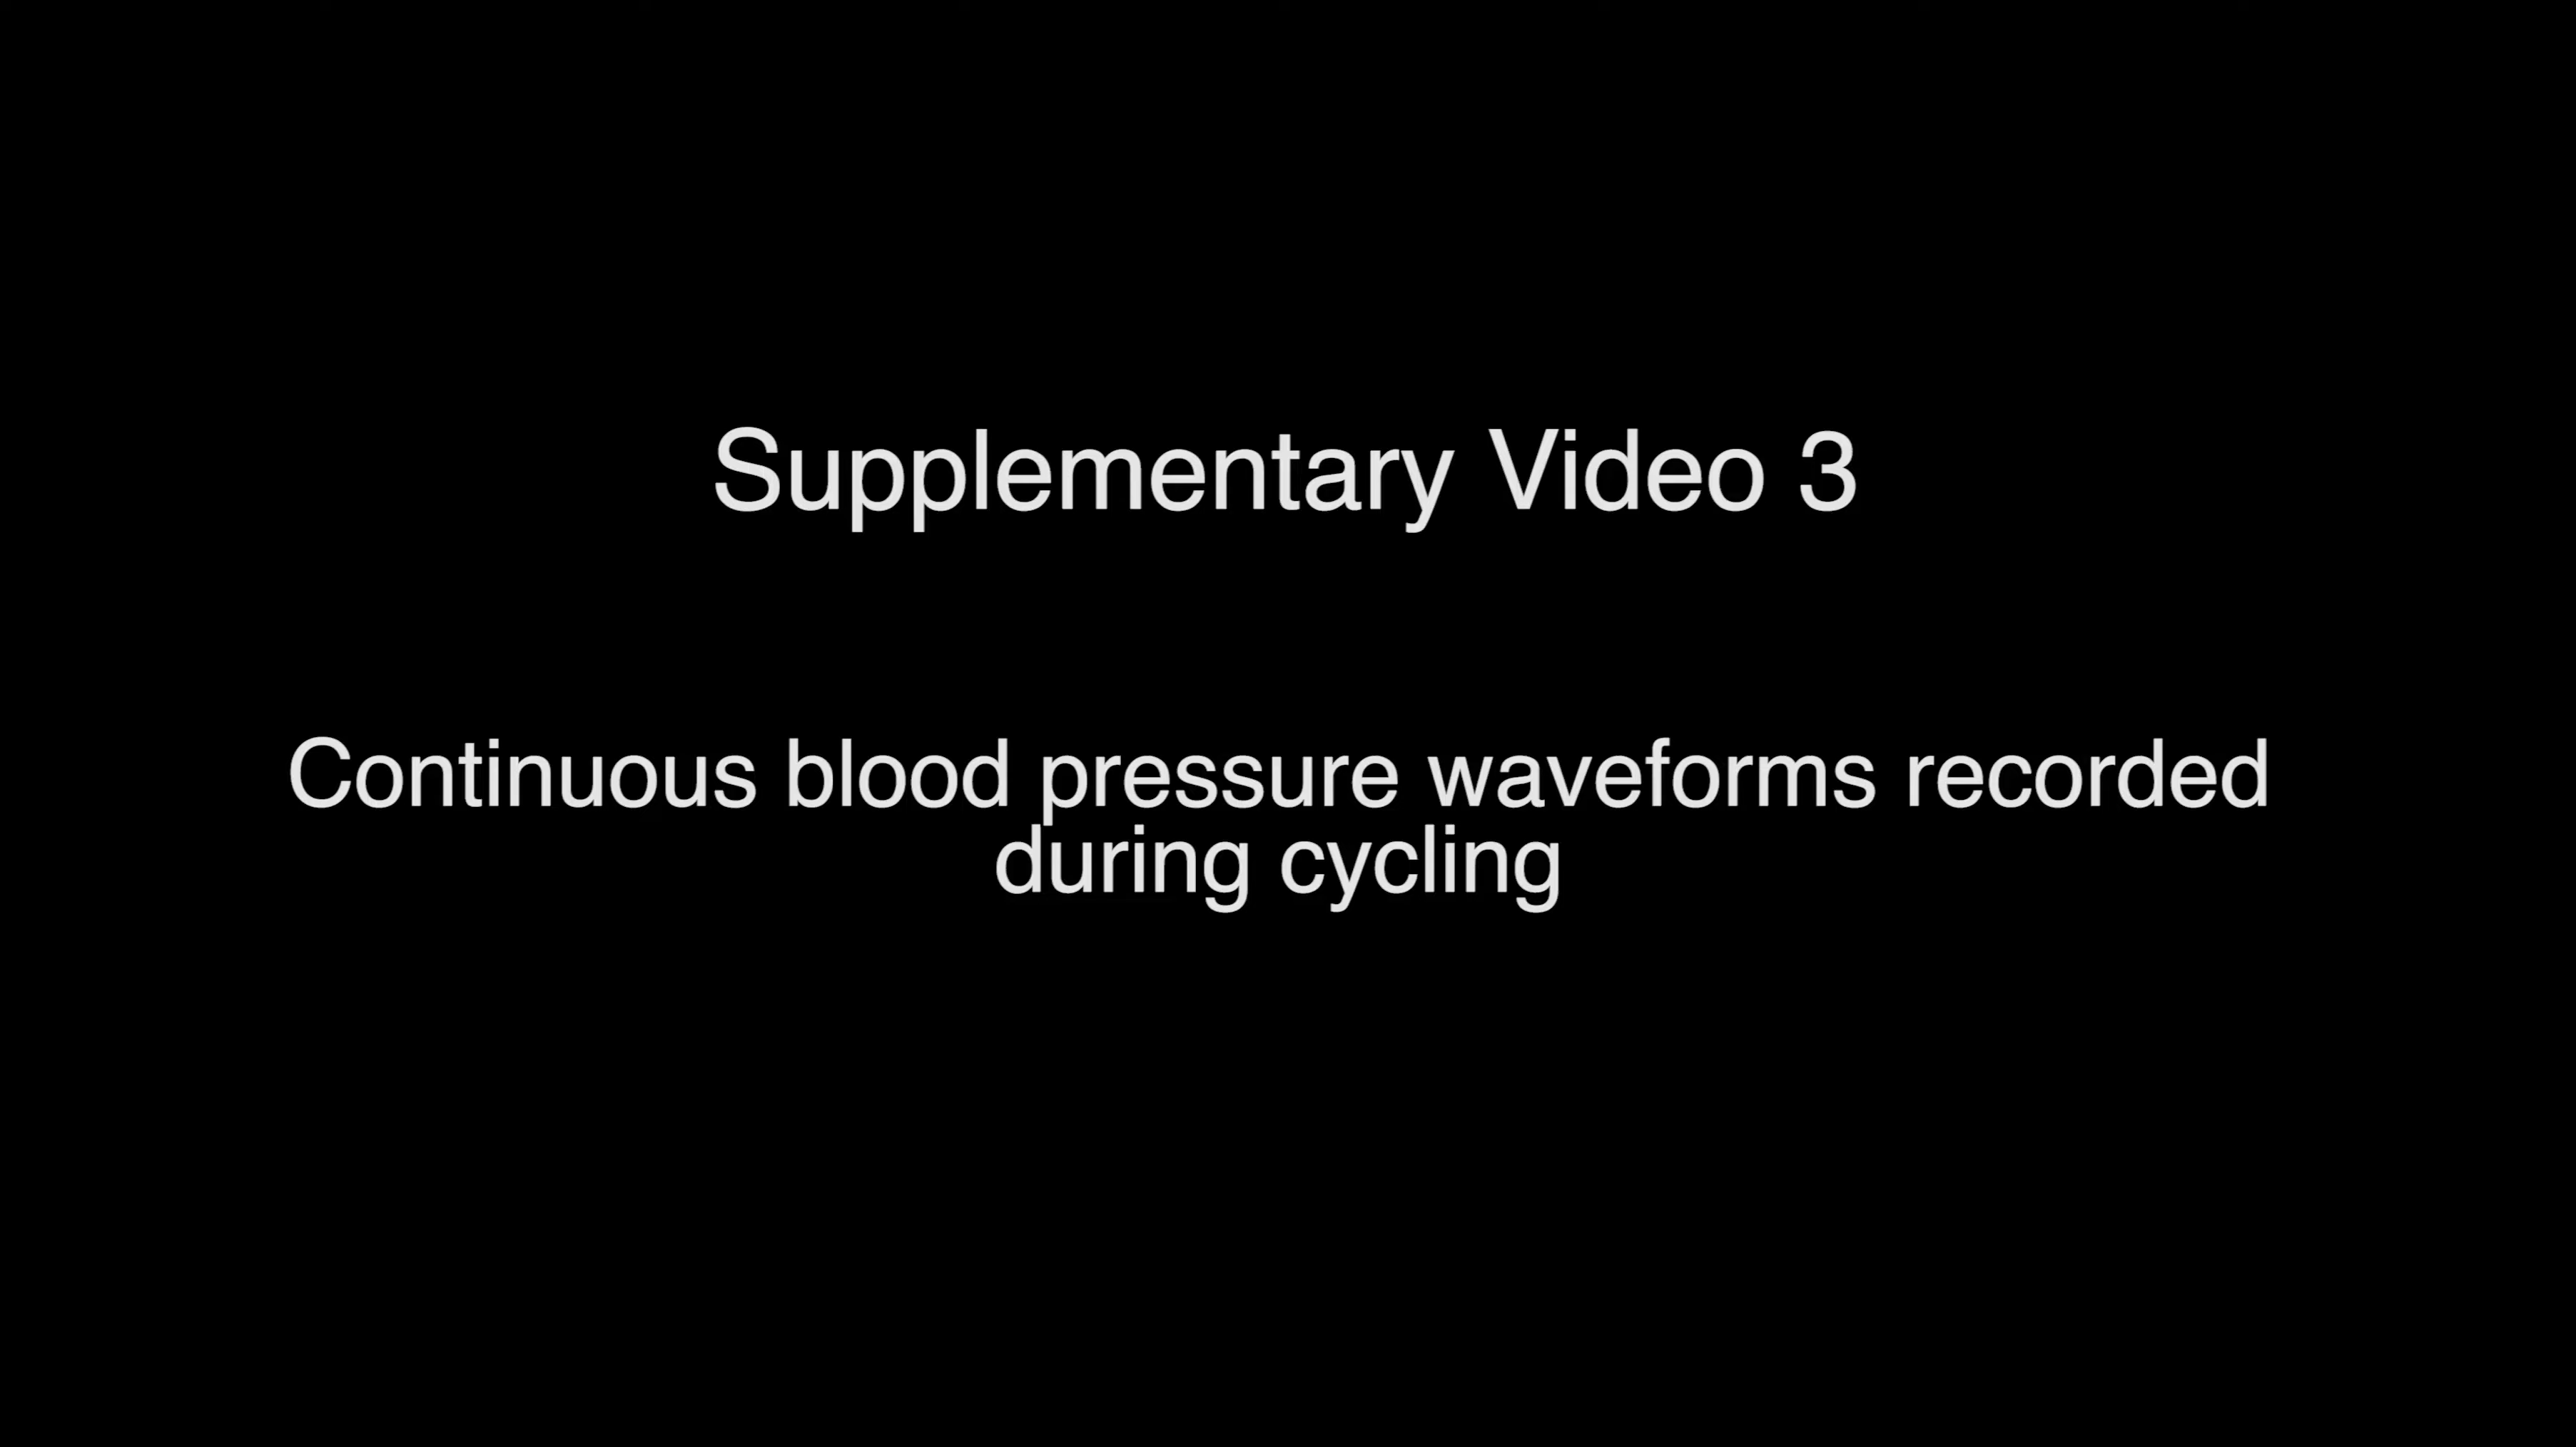 Supplementary Video 3
Continuous blood pressure waveforms recorded
during cycling